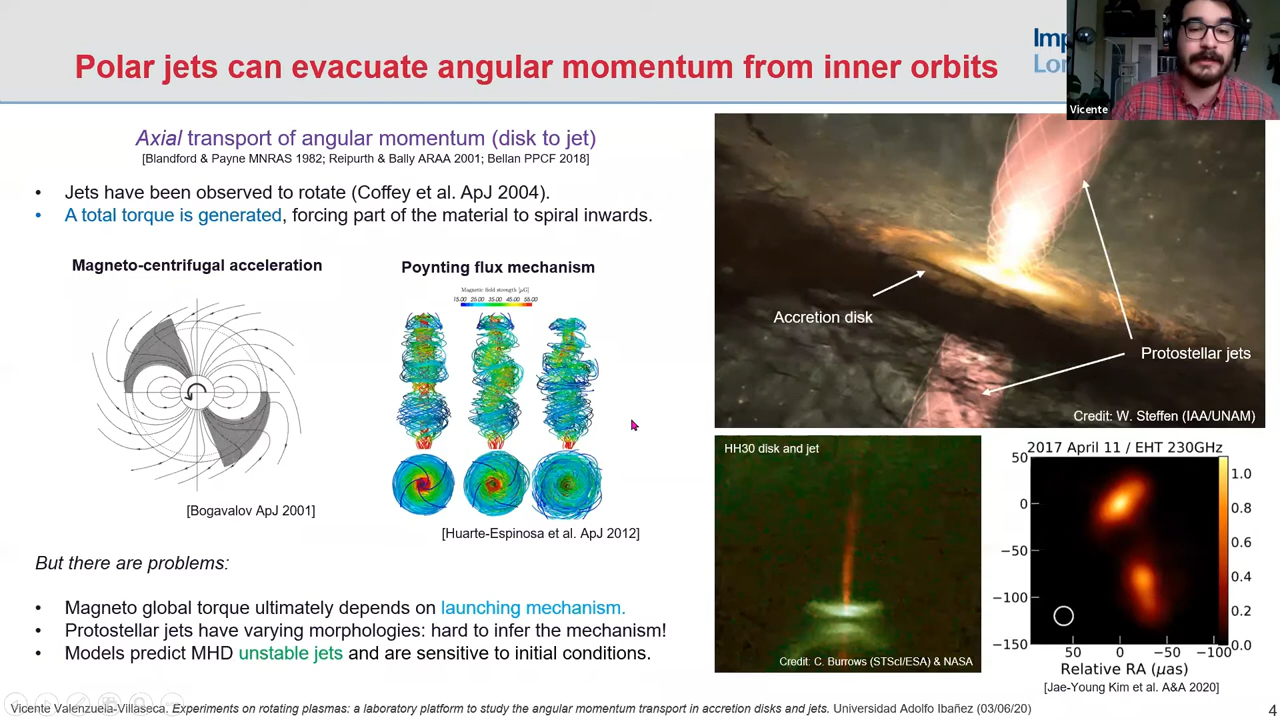 Polar jets can evacuate angular momentum from inner orbits
Vicente
Axial transport of angular momentum (disk to jet)
[Blandford & Payne MNRAS 1982; Reipurth & Bally ARAA 2001; Bellan PPCF 2018]
• Jets have been observed to rotate (Coffey et al. ApJ 2004).
• A total torque is generated, forcing part of the material to spiral inwards.
Magneto-centrifugal acceleration
[Bogavalov ApJ 2001]
Poynting flux mechanism
Magnetic field strength [μG]
15.00 25.00 35.00 45.00 55.00
[Huarte-Espinosa et al. ApJ 2012]
But there are problems:
• Magneto global torque ultimately depends on launching mechanism.
• Protostellar jets have varying morphologies: hard to infer the mechanism!
• Models predict MHD unstable jets and are sensitive to initial conditions.
Accretion disk
Protostellar jets
Credit: W. Steffen (IAA/UNAM)
HH30 disk and jet
Credit: C. Burrows (STScI/ESA) & NASA
2017 April 11 / EHT 230GHz
50
0
−50
−100
−150
50 0 −50 −100
1.0
0.8
0.6
0.4
0.2
0.0
Relative RA (μas)
[Jae-Young Kim et al. A&A 2020]
Vicente Valenzuela-Villaseca. Experiments on rotating plasmas: a laboratory platform to study the angular momentum transport in accretion disks and jets. Universidad Adolfo Ibañez (03/06/20)
4